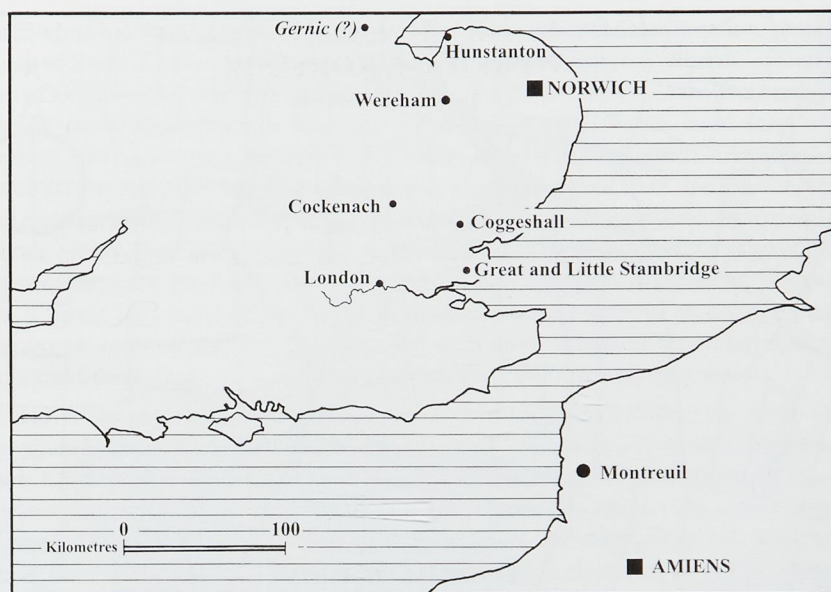 Gernic (?)
Hunstanton
NORWICH
Wereham
Cockenach
Coggeshall
Great and Little Stambridge
London
Montreuil
0 100
Kilometres
AMIENS